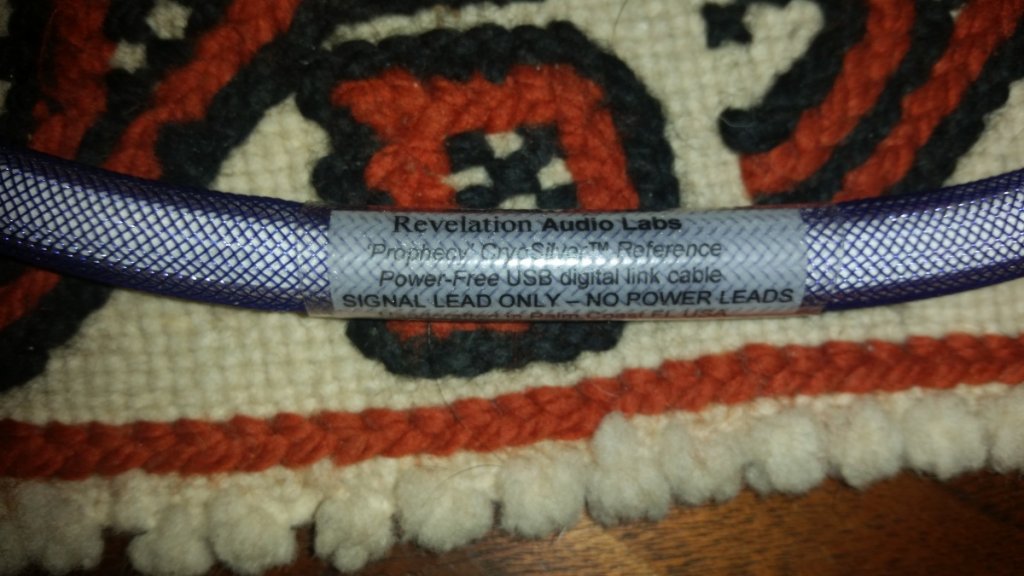 Revelation Audio Labs
'Prophecy' CryoSilver™ Reference
Power-Free USB digital link cable
SIGNAL LEAD ONLY – NO POWER LEADS
Handcrafted in Palm Coast FL USA